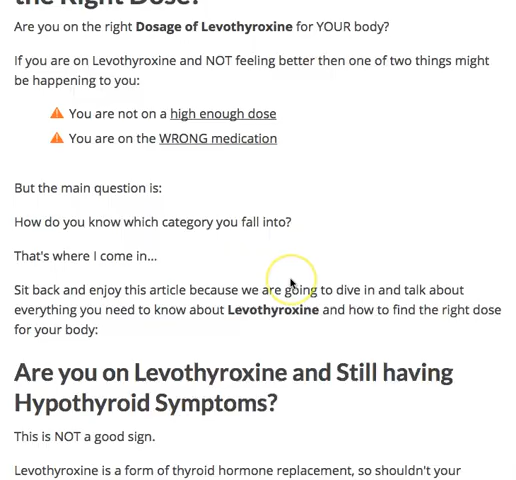 the Right Dose?
Are you on the right Dosage of Levothyroxine for YOUR body?
If you are on Levothyroxine and NOT feeling better then one of two things might
be happening to you:
You are not on a high enough dose
You are on the WRONG medication
But the main question is:
How do you know which category you fall into?
That's where I come in...
Sit back and enjoy this article because we are going to dive in and talk about
everything you need to know about Levothyroxine and how to find the right dose
for your body:
Are you on Levothyroxine and Still having
Hypothyroid Symptoms?
This is NOT a good sign.
Levothyroxine is a form of thyroid hormone replacement, so shouldn't your